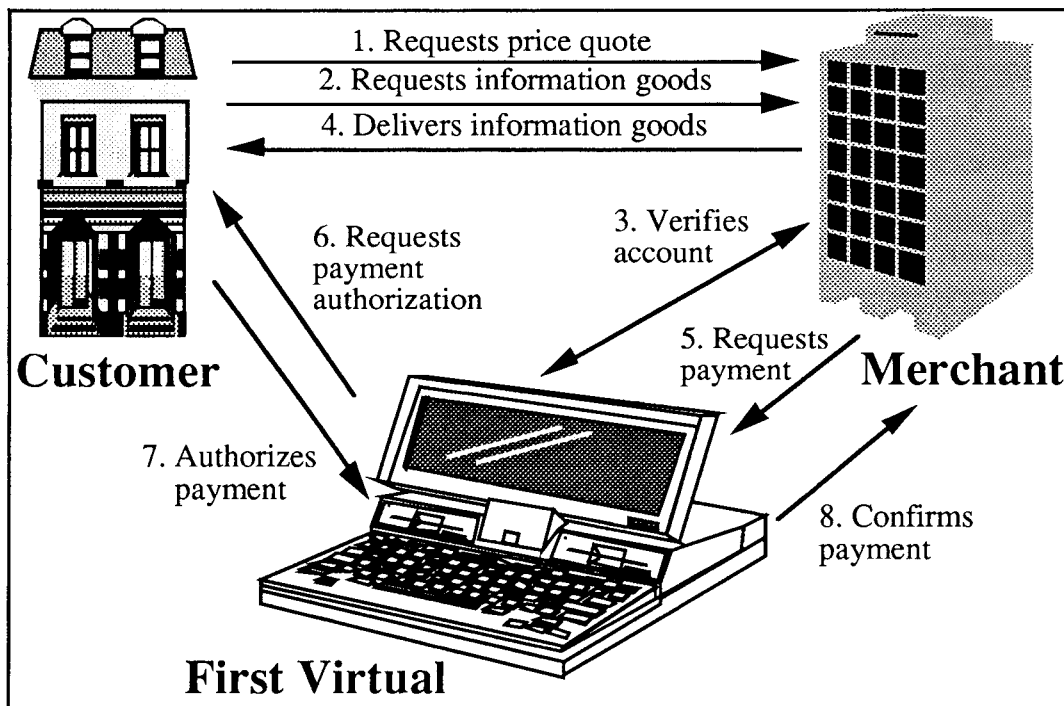 1. Requests price quote
2. Requests information goods
4. Delivers information goods
3. Verifies
account
6. Requests
payment
authorization
5. Requests
payment
Customer
Merchant
7. Authorizes
payment
8. Confirms
payment
First Virtual